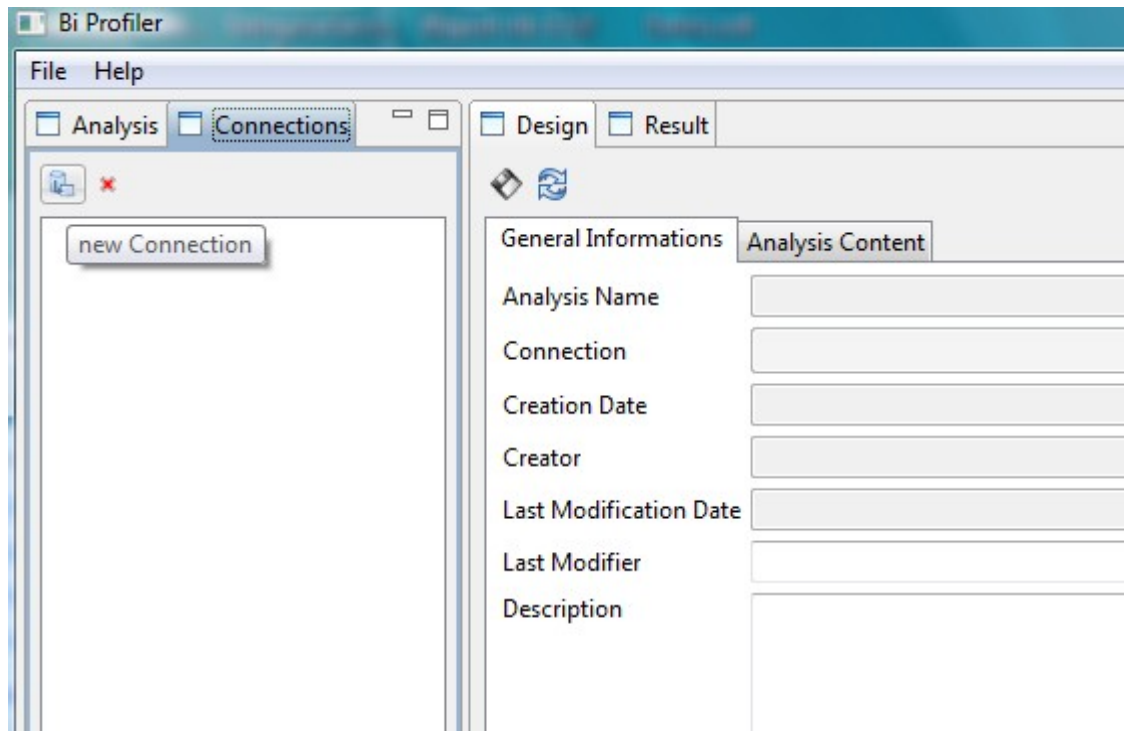 Bi Profiler
File Help
Analysis Connections
Design Result
new Connection
General Informations Analysis Content
Analysis Name
Connection
Creation Date
Creator
Last Modification Date
Last Modifier
Description